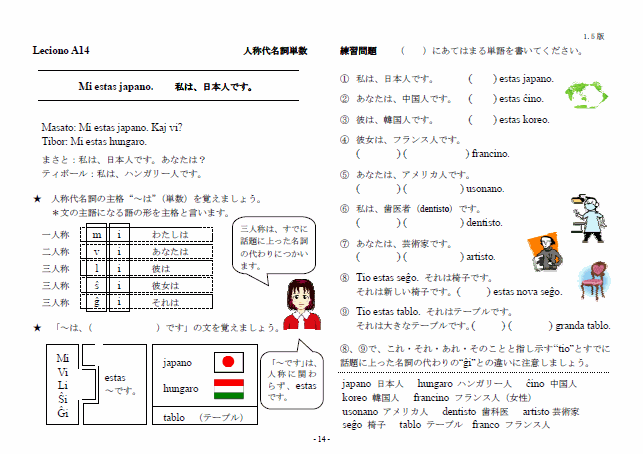 Leciono A14 人称代名詞単数
Mi estas japano. 私は、日本人です。
Masato: Mi estas japano. Kaj vi?
Tibor: Mi estas hungaro.
まさと：私は、日本人です。あなたは？
ティボール：私は、ハンガリー人です。
★ 人称代名詞の主格“～は”（単数）を覚えましょう。
＊文の主語になる語の形を主格と言います。
一人称 m i わたしは
二人称 v i あなたは
三人称 l i 彼は
三人称 ŝ i 彼女は
三人称 ĝ i それは
三人称は、すでに
話題に上った名詞
の代わりにつかい
ます。
★ 「～は、（ ）です」の文を覚えましょう。
Mi
Vi
Li
Ŝi
Ĝi
estas
～です。
japano
hungaro
tablo （テーブル）
「～です」は、
人称に関わ
らず、estas
です。
1.5版
練習問題 （ ）にあてはまる単語を書いてください。
① 私は、日本人です。 ( ) estas japano.
② あなたは、中国人です。 ( ) estas ĉino.
③ 彼は、韓国人です。 ( ) estas koreo.
④ 彼女は、フランス人です。
( ) ( ) francino.
⑤ あなたは、アメリカ人です。
( ) ( ) usonano.
⑥ 私は、歯医者（dentisto）です。
( ) ( ) dentisto.
⑦ あなたは、芸術家です。
( ) ( ) artisto.
⑧ Tio estas seĝo. それは椅子です。
それは新しい椅子です。( ) estas nova seĝo.
⑨ Tio estas tablo. それはテーブルです。
それは大きなテーブルです。( ) ( ) granda tablo.
⑧、⑨で、これ・それ・あれ・そのことと指し示す“tio”とすでに
話題に上った名詞の代わりの”ĝi”との違いに注意しましょう。
japano 日本人 hungaro ハンガリー人 ĉino 中国人
koreo 韓国人 francino フランス人（女性）
usonano アメリカ人 dentisto 歯科医 artisto 芸術家
seĝo 椅子 tablo テーブル franco フランス人
- 14 -